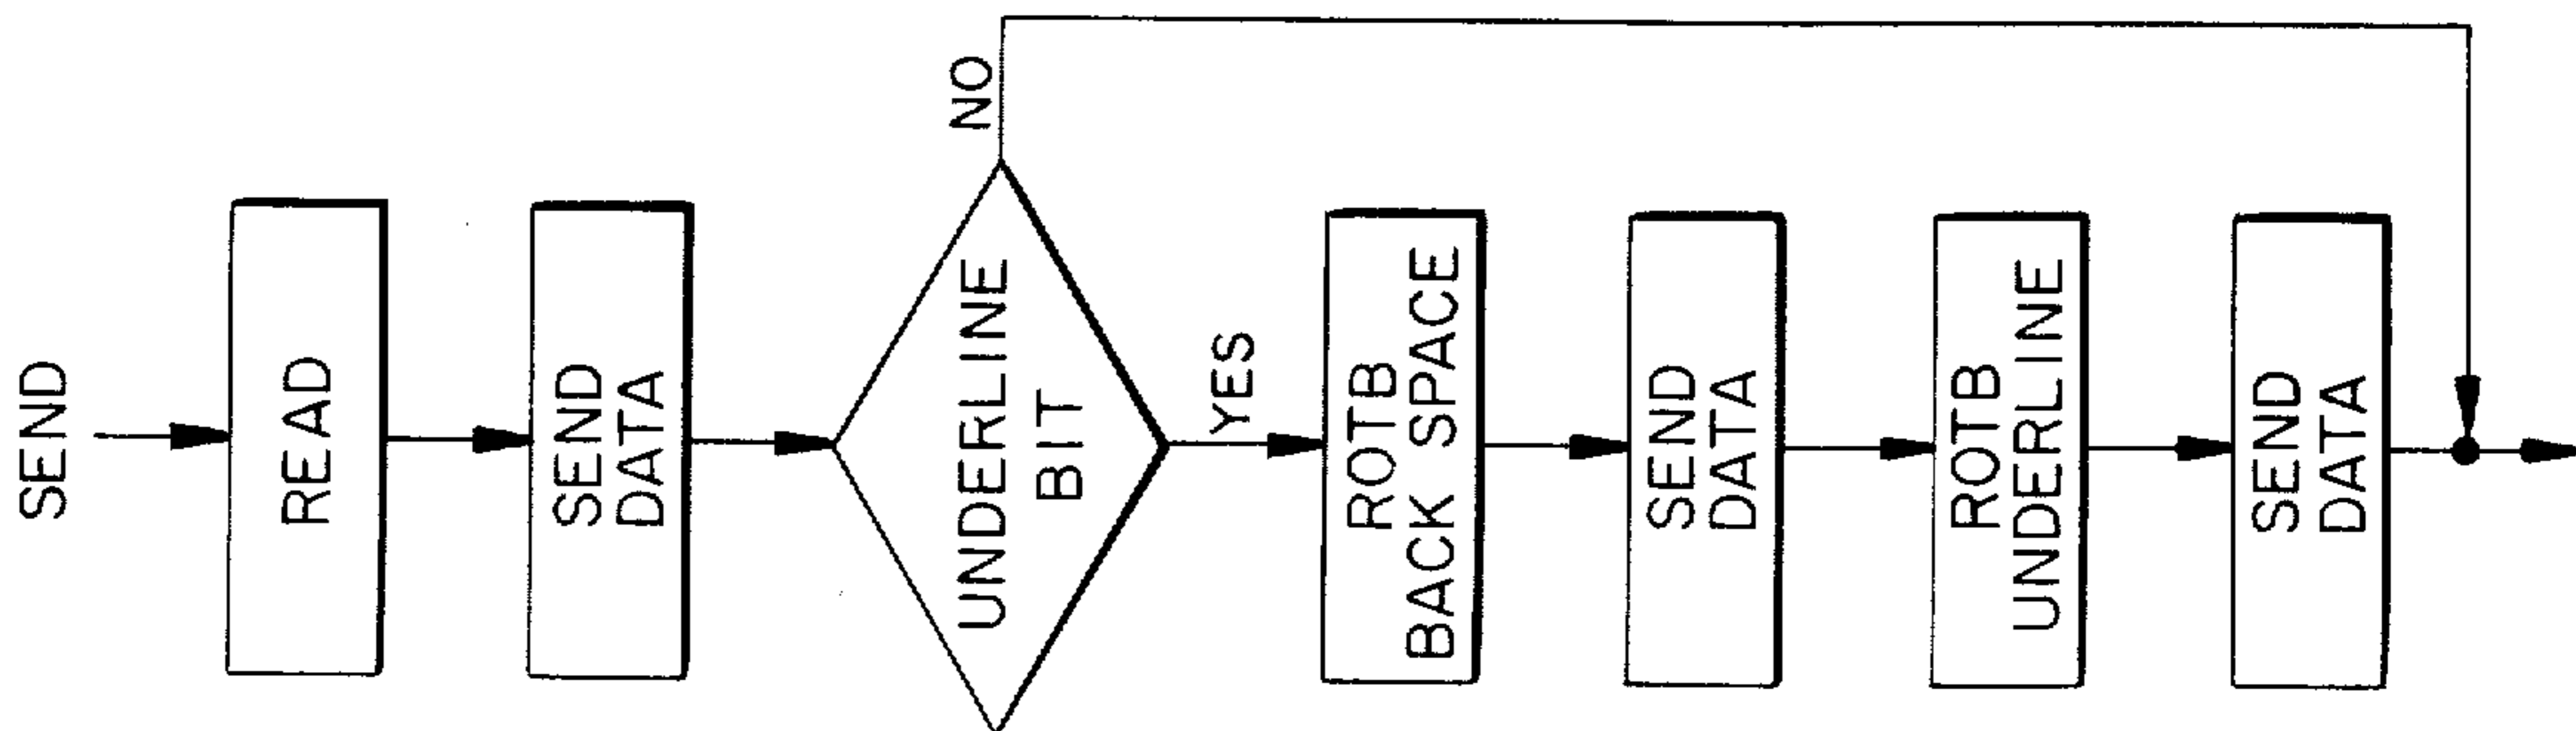 SEND
READ
SEND
DATA
UNDERLINE
BIT
NO
YES
ROTB
BACK SPACE
SEND
DATA
ROTB
UNDERLINE
SEND
DATA